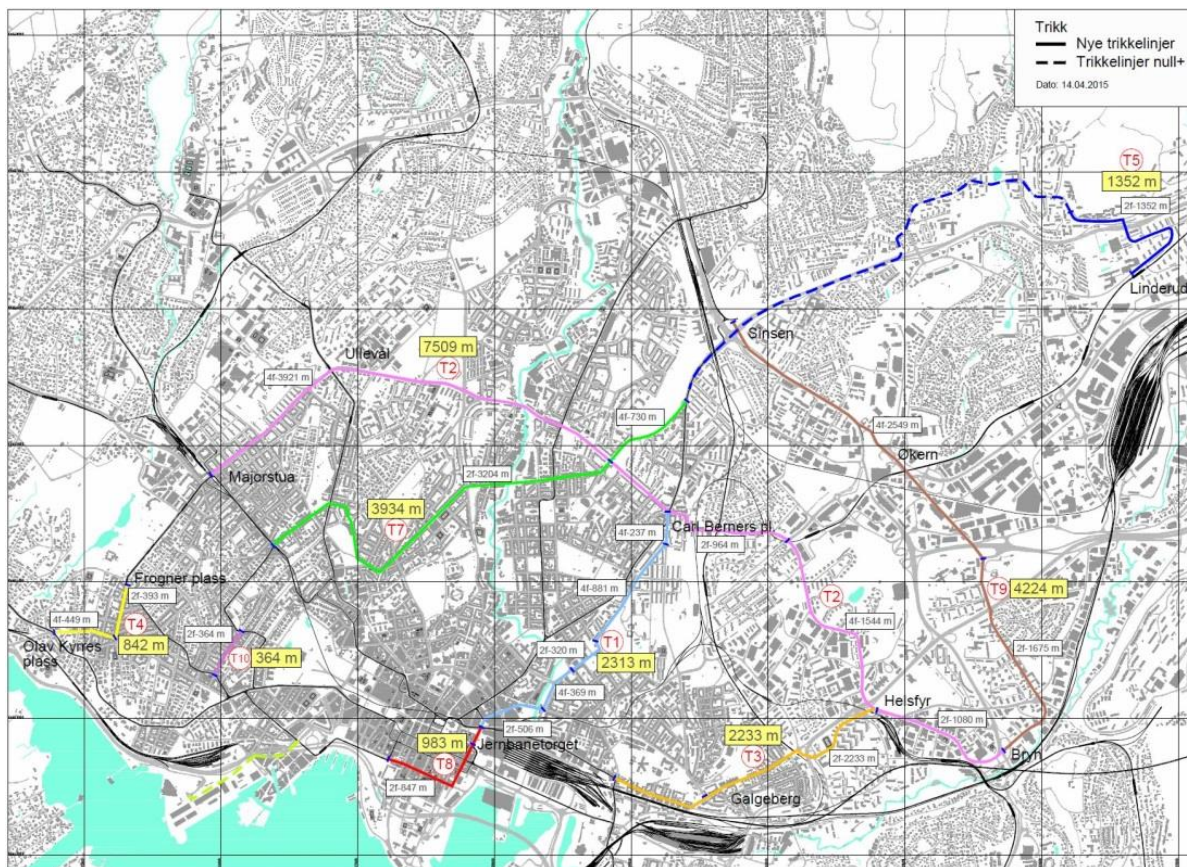 Trikk
Nye trikkelinjer
Trikkelinjer null+
Dato: 14.04.2015
T5
1352 m
2f-1352 m
Linderud
Sinsen
Ullevål
7509 m
T2
4f-3921 m
4f-730 m
4f-2549 m
Økern
Majorstua
2f-3204 m
3934 m
T7
Carl Berners pl.
4f-237 m
2f-964 m
Frogner plass
2f-393 m
4f-881 m
T2
T9
4224 m
4f-449 m
T4
842 m
Olav Kyrres
plass
2f-364 m
T10
364 m
4f-1544 m
T1
2f-320 m
2313 m
2f-1675 m
4f-369 m
Helsfyr
2f-506 m
2f-1080 m
983 m
Jernbanetorget
T8
2233 m
T3
2f-2233 m
Bryn
2f-847 m
Galgeberg